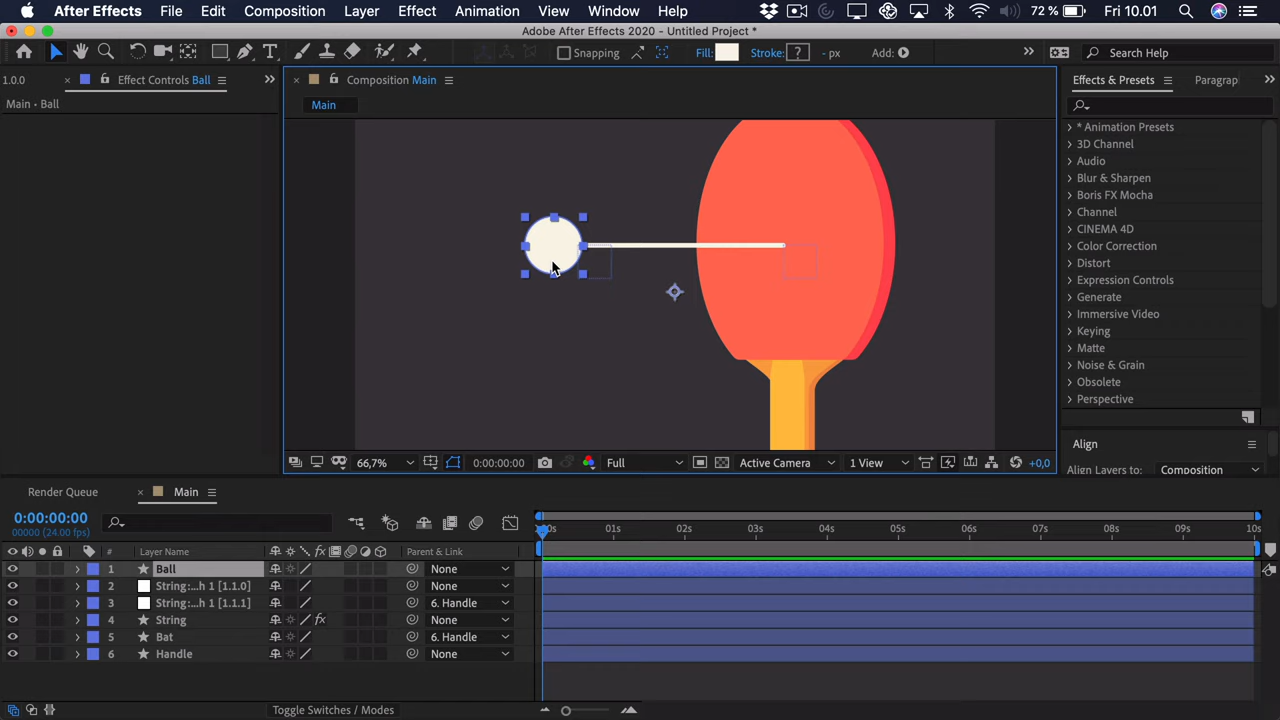 After Effects File Edit Composition Layer Effect Animation View Window Help 72 % Fri 10.01
Adobe After Effects 2020 - Untitled Project *
Snapping Fill: Stroke: ? - px Add: Search Help
1.0.0 Effect Controls Ball Composition Main Effects & Presets Paragrap
Main • Ball
Main
* Animation Presets
3D Channel
Audio
Blur & Sharpen
Boris FX Mocha
Channel
CINEMA 4D
Color Correction
Distort
Expression Controls
Generate
Immersive Video
Keying
Matte
Noise & Grain
Obsolete
Perspective
Align
Align Layers to: Composition
66,7% 0:00:00:00 Full Active Camera 1 View +0,0
Render Queue Main
0:00:00:00
00000 (24.00 fps)
00s 01s 02s 03s 04s 05s 06s 07s 08s 09s 10s
# Layer Name fx Parent & Link
1 Ball None
2 String:...h 1 [1.1.0] None
3 String:...h 1 [1.1.1] 6. Handle
4 String fx None
5 Bat 6. Handle
6 Handle None
Toggle Switches / Modes